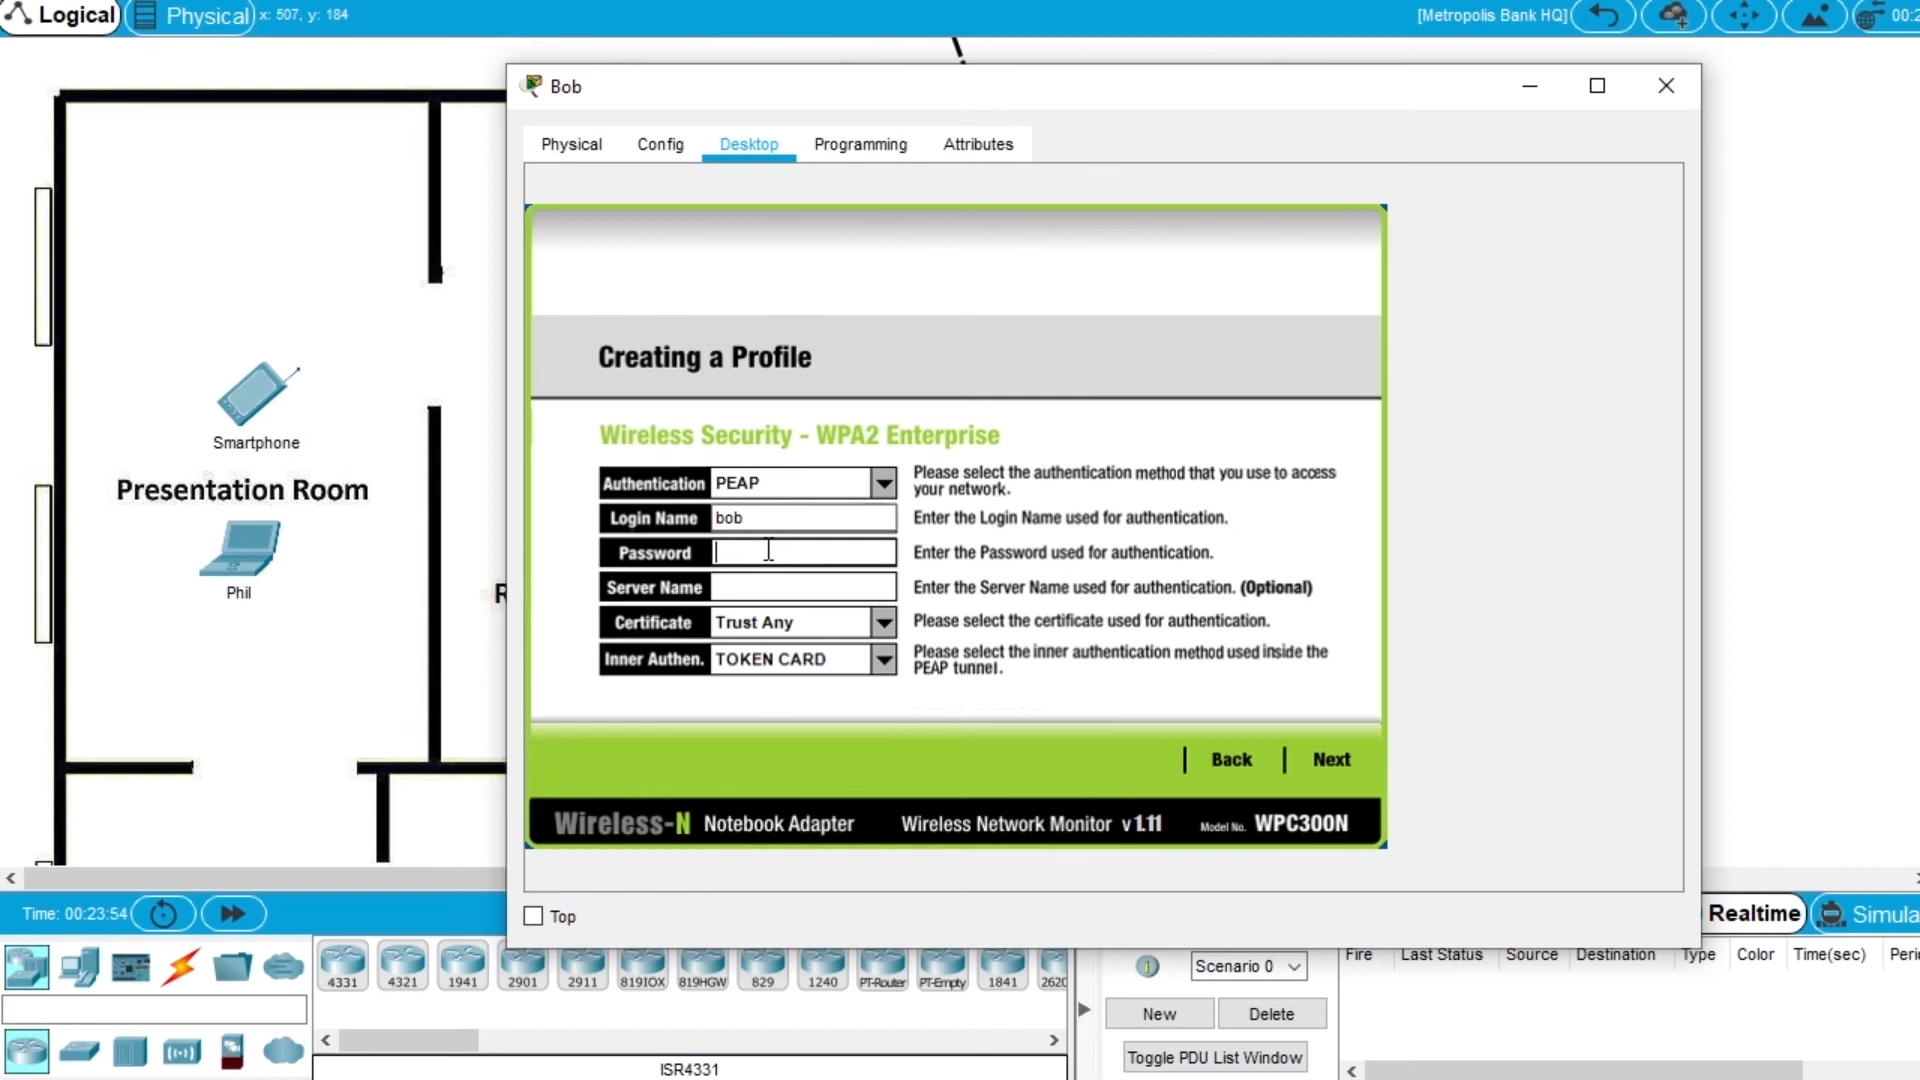 Logical
Physical
x: 507, y: 184
[Metropolis Bank HQ]
Bob
Physical
Config
Desktop
Programming
Attributes
Creating a Profile
Wireless Security - WPA2 Enterprise
Authentication PEAP
Please select the authentication method that you use to access
your network.
Login Name bob
Enter the Login Name used for authentication.
Password
Enter the Password used for authentication.
Server Name
Enter the Server Name used for authentication. (Optional)
Certificate Trust Any
Please select the certificate used for authentication.
Inner Authen. TOKEN CARD
Please select the inner authentication method used inside the
PEAP tunnel.
Back
Next
Wireless-N Notebook Adapter
Wireless Network Monitor v1.11
Model No. WPC300N
Top
Smartphone
Presentation Room
Phil
R
Time: 00:23:54
Realtime
Simula
4331
4321
1941
2901
2911
819IOX
819HGW
829
1240
PT-Router
PT-Empty
1841
2620
ISR4331
Scenario 0
New
Delete
Toggle PDU List Window
Fire
Last Status
Source
Destination
Type
Color
Time(sec)
Peri